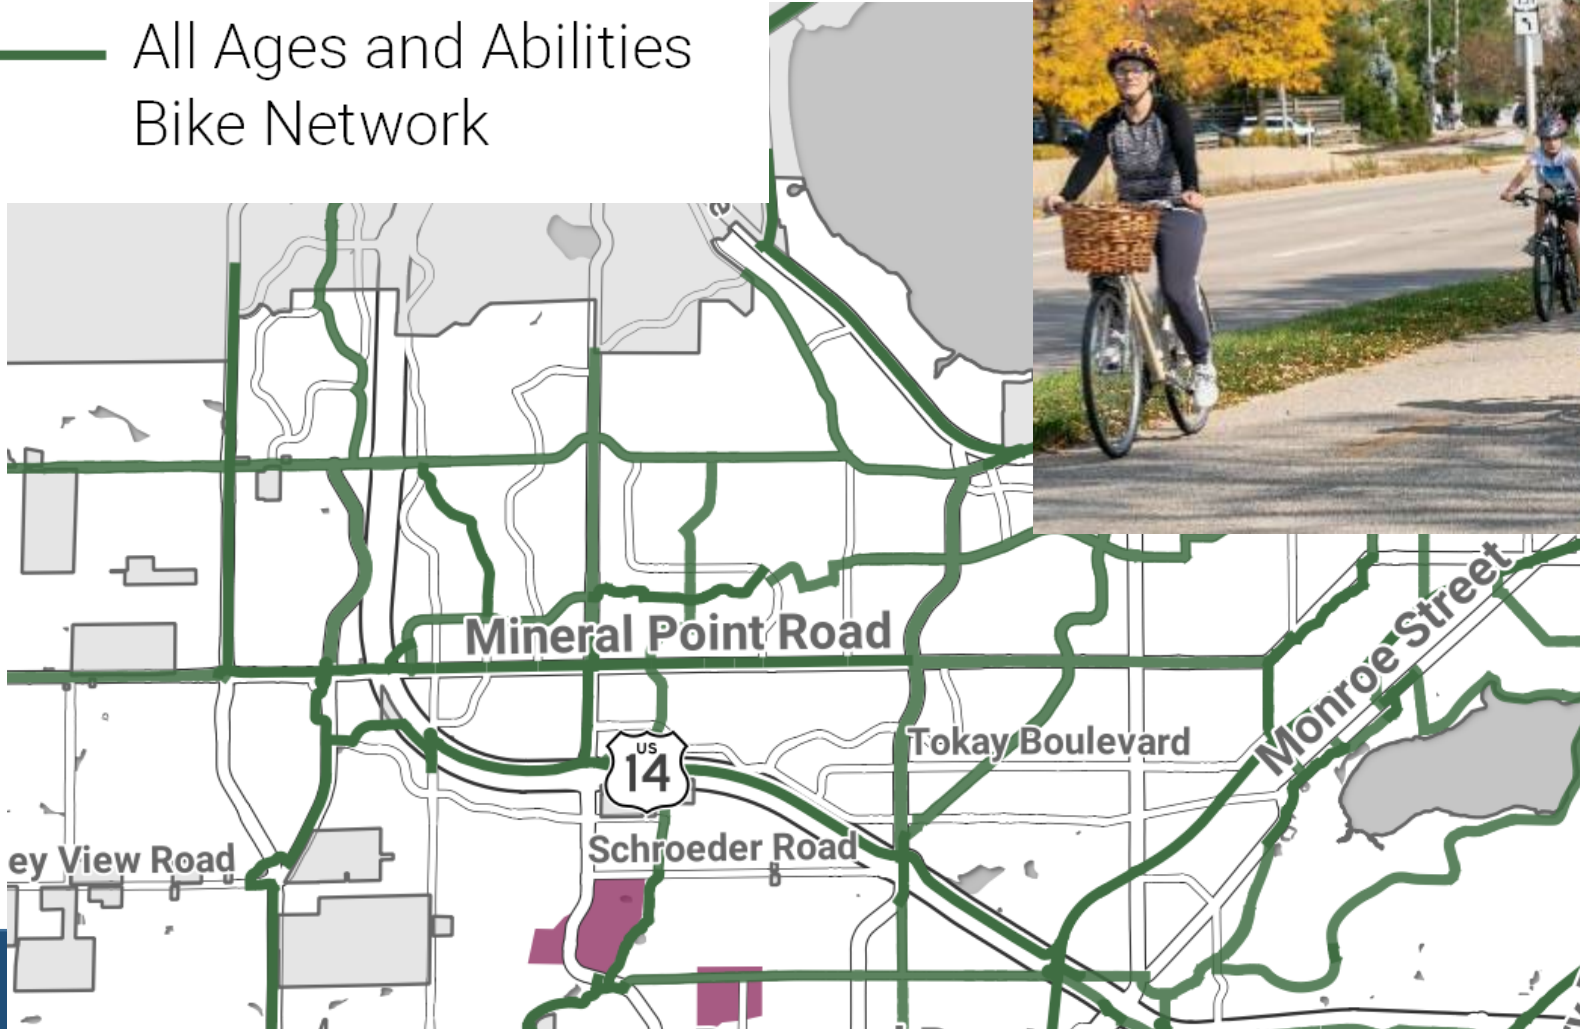 All Ages and Abilities
Bike Network
Mineral Point Road
Monroe Street
Tokay Boulevard
US
14
Schroeder Road
ey View Road